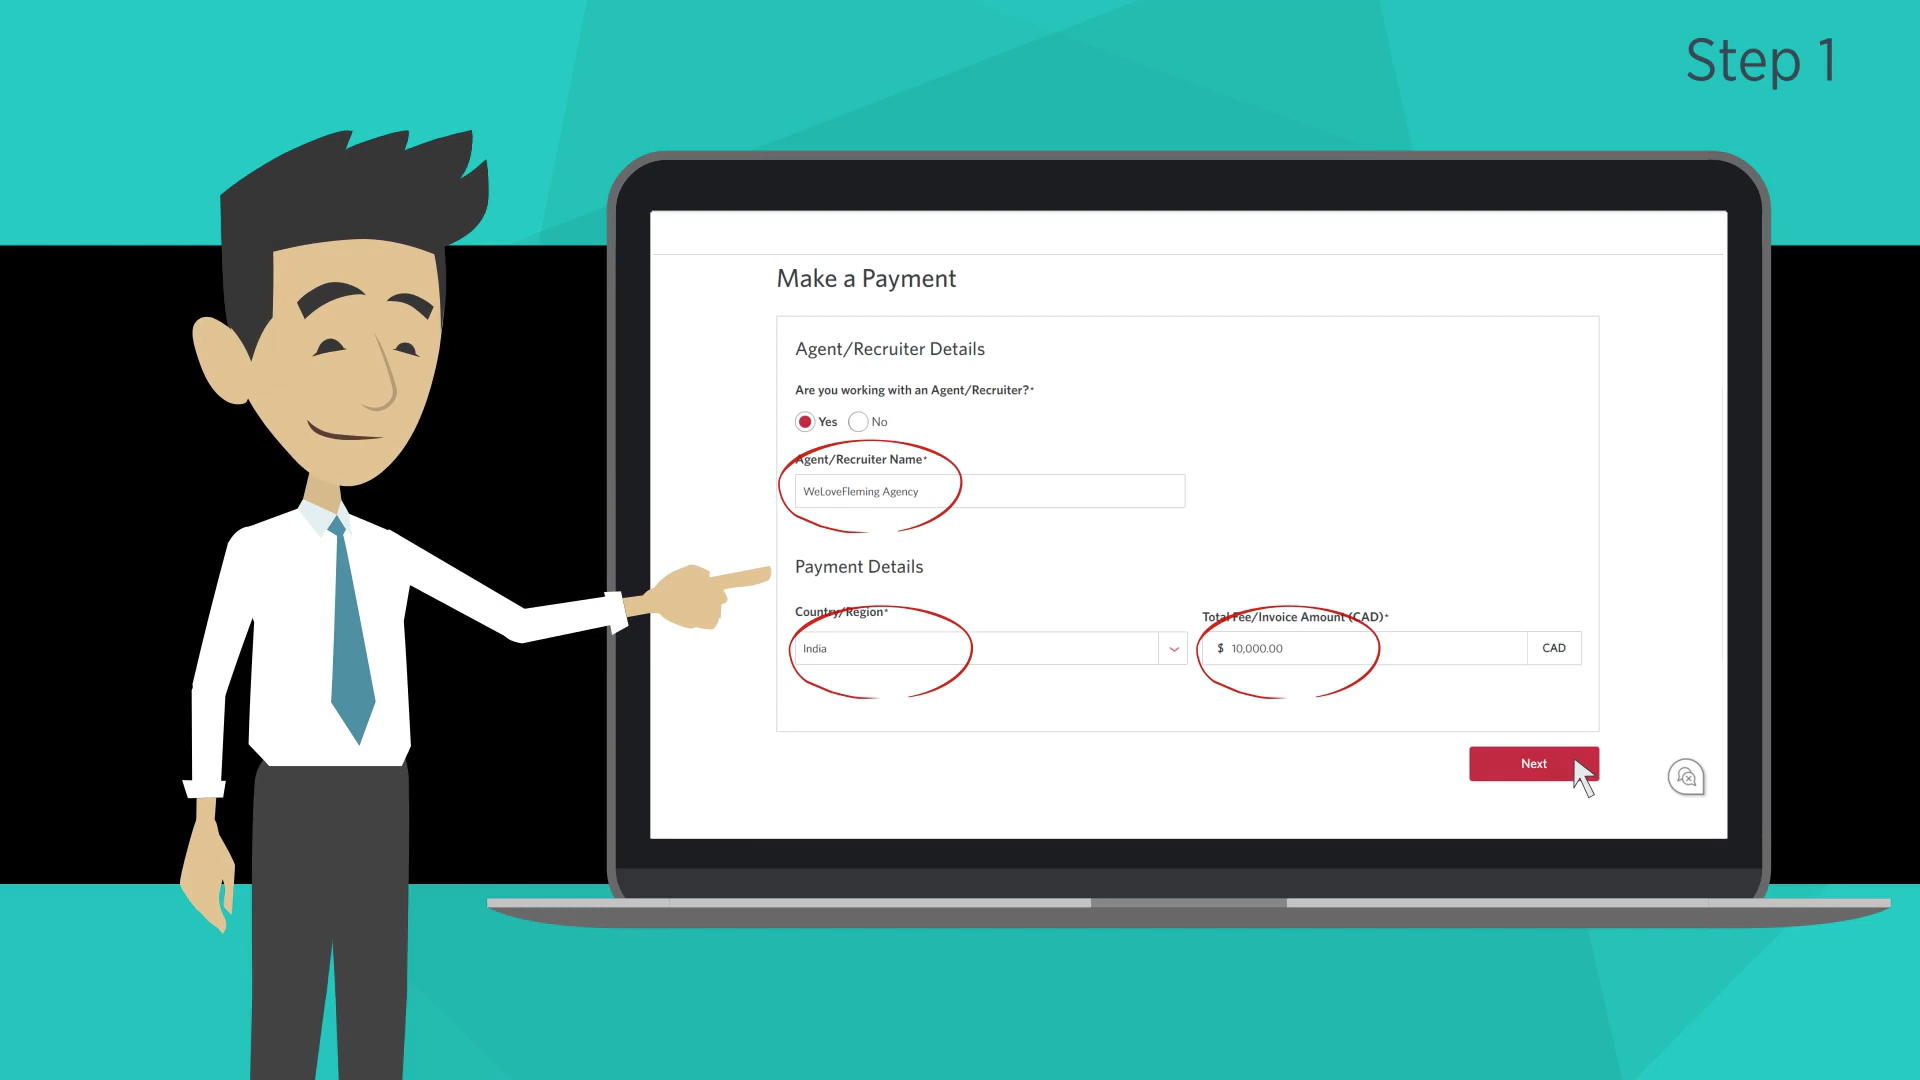 Step 1
Make a Payment
Agent/Recruiter Details
Are you working with an Agent/Recruiter?*
Yes No
Agent/Recruiter Name*
WeLoveFleming Agency
Payment Details
Country/Region* Total Fee/Invoice Amount (CAD)*
India $ 10,000.00 CAD
Next